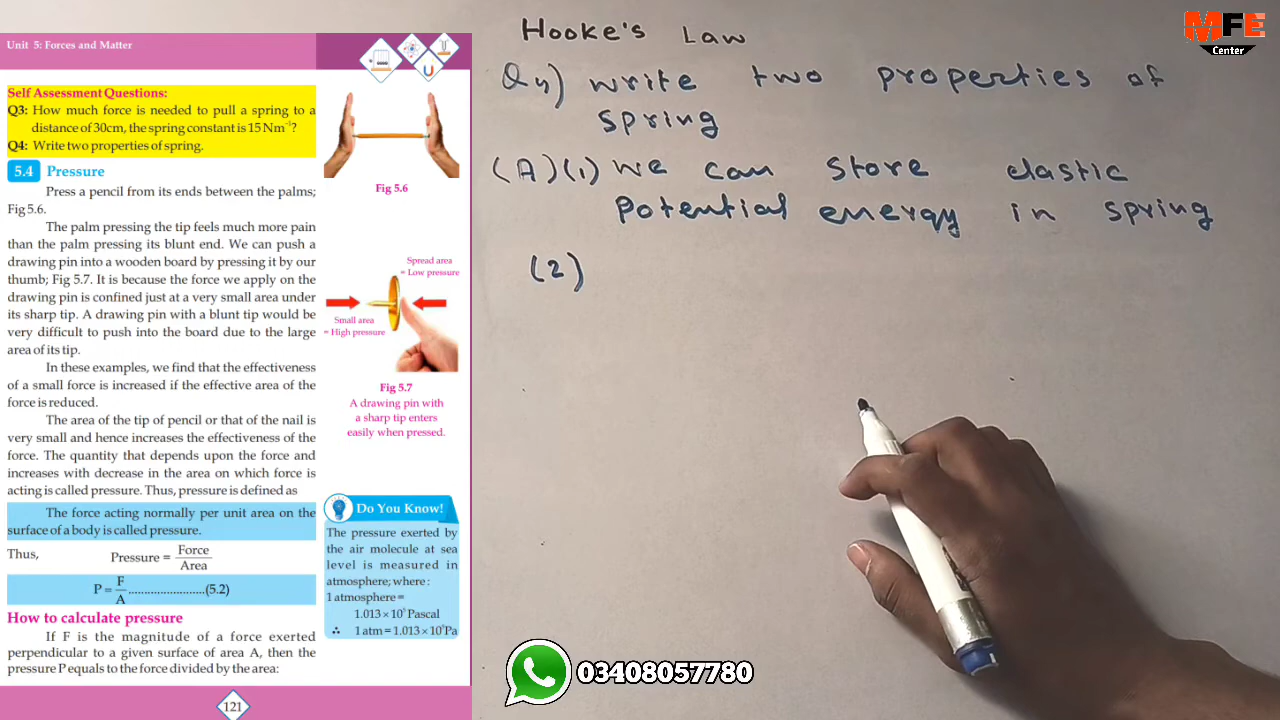 Unit 5: Forces and Matter
Self Assessment Questions:
Q3: How much force is needed to pull a spring to a
distance of 30cm, the spring constant is 15 Nm⁻¹?
Q4: Write two properties of spring.
5.4 Pressure
Press a pencil from its ends between the palms;
Fig 5.6.
The palm pressing the tip feels much more pain
than the palm pressing its blunt end. We can push a
drawing pin into a wooden board by pressing it by our
thumb; Fig 5.7. It is because the force we apply on the
drawing pin is confined just at a very small area under
its sharp tip. A drawing pin with a blunt tip would be
very difficult to push into the board due to the large
area of its tip.
In these examples, we find that the effectiveness
of a small force is increased if the effective area of the
force is reduced.
The area of the tip of pencil or that of the nail is
very small and hence increases the effectiveness of the
force. The quantity that depends upon the force and
increases with decrease in the area on which force is
acting is called pressure. Thus, pressure is defined as
The force acting normally per unit area on the
surface of a body is called pressure.
Thus, Pressure = Force / Area
P = F / A ........................(5.2)
How to calculate pressure
If F is the magnitude of a force exerted
perpendicular to a given surface of area A, then the
pressure P equals to the force divided by the area:
121
Fig 5.6
Spread area
= Low pressure
Small area
= High pressure
Fig 5.7
A drawing pin with
a sharp tip enters
easily when pressed.
Do You Know!
The pressure exerted by
the air molecule at sea
level is measured in
atmosphere; where :
1 atmosphere =
1.013 × 10⁵ Pascal
∴ 1 atm = 1.013 × 10⁵Pa
Hooke's Law
Q4) write two properties of
spring
(A) (1) We can store elastic
potential energy in spring
(2)
MFE
Center
03408057780